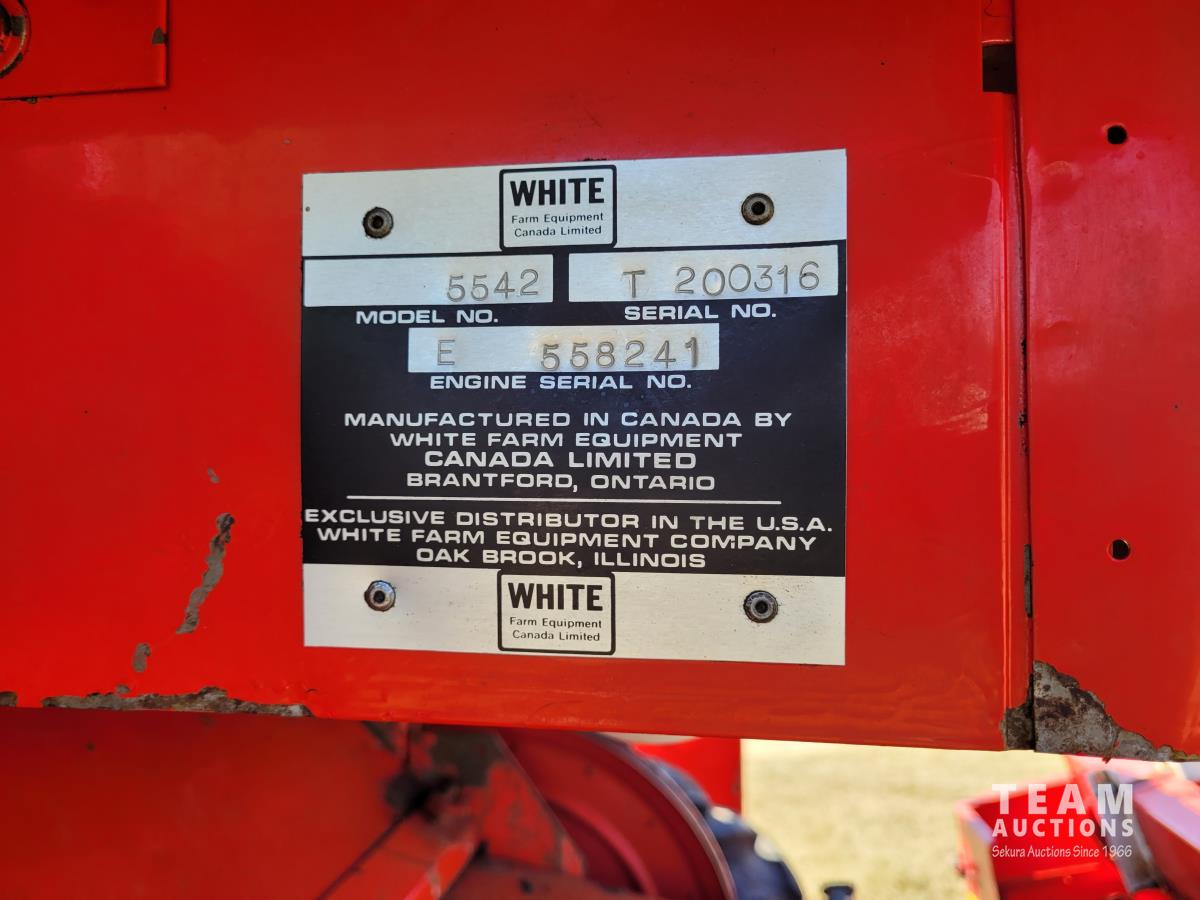 WHITE
Farm Equipment
Canada Limited
5542 T 200316
MODEL NO. SERIAL NO.
E 558241
ENGINE SERIAL NO.
MANUFACTURED IN CANADA BY
WHITE FARM EQUIPMENT
CANADA LIMITED
BRANTFORD, ONTARIO
EXCLUSIVE DISTRIBUTOR IN THE U.S.A.
WHITE FARM EQUIPMENT COMPANY
OAK BROOK, ILLINOIS
WHITE
Farm Equipment
Canada Limited
TEAM
AUCTIONS
Sekura Auctions Since 1966